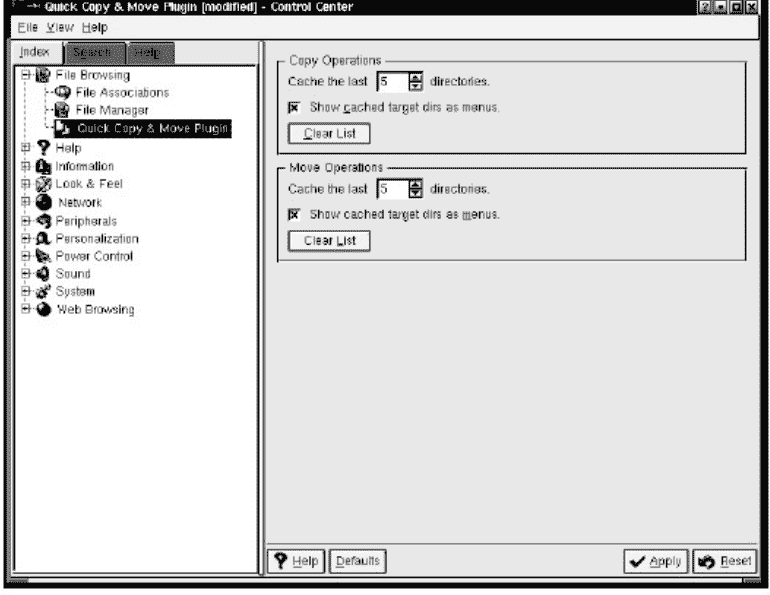 Quick Copy & Move Plugin [modified] - Control Center
File View Help
Index Search Help
File Browsing
File Associations
File Manager
Quick Copy & Move Plugin
Help
Information
Look & Feel
Network
Peripherals
Personalization
Power Control
Sound
System
Web Browsing
Copy Operations
Cache the last 5 directories.
Show cached target dirs as menus.
Clear List
Move Operations
Cache the last 5 directories.
Show cached target dirs as menus.
Clear List
Help Defaults Apply Reset